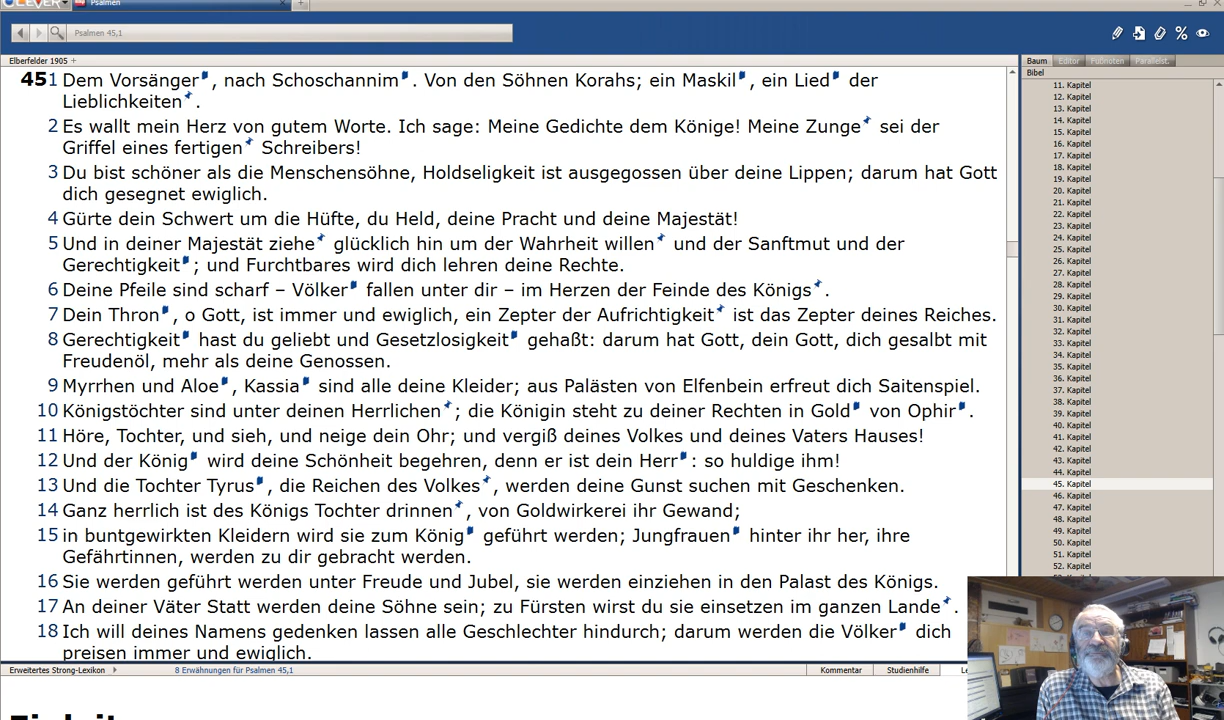 CLEVER
Psalmen
Psalmen 45,1
Elberfelder 1905 +
45 1 Dem Vorsänger, nach Schoschannim. Von den Söhnen Korahs; ein Maskil, ein Lied der
Lieblichkeiten.
2 Es wallt mein Herz von gutem Worte. Ich sage: Meine Gedichte dem Könige! Meine Zunge sei der
Griffel eines fertigen Schreibers!
3 Du bist schöner als die Menschensöhne, Holdseligkeit ist ausgegossen über deine Lippen; darum hat Gott
dich gesegnet ewiglich.
4 Gürte dein Schwert um die Hüfte, du Held, deine Pracht und deine Majestät!
5 Und in deiner Majestät ziehe glücklich hin um der Wahrheit willen und der Sanftmut und der
Gerechtigkeit; und Furchtbares wird dich lehren deine Rechte.
6 Deine Pfeile sind scharf – Völker fallen unter dir – im Herzen der Feinde des Königs.
7 Dein Thron, o Gott, ist immer und ewiglich, ein Zepter der Aufrichtigkeit ist das Zepter deines Reiches.
8 Gerechtigkeit hast du geliebt und Gesetzlosigkeit gehaßt: darum hat Gott, dein Gott, dich gesalbt mit
Freudenöl, mehr als deine Genossen.
9 Myrrhen und Aloe, Kassia sind alle deine Kleider; aus Palästen von Elfenbein erfreut dich Saitenspiel.
10 Königstöchter sind unter deinen Herrlichen; die Königin steht zu deiner Rechten in Gold von Ophir.
11 Höre, Tochter, und sieh, und neige dein Ohr; und vergiß deines Volkes und deines Vaters Hauses!
12 Und der König wird deine Schönheit begehren, denn er ist dein Herr: so huldige ihm!
13 Und die Tochter Tyrus, die Reichen des Volkes, werden deine Gunst suchen mit Geschenken.
14 Ganz herrlich ist des Königs Tochter drinnen, von Goldwirkerei ihr Gewand;
15 in buntgewirkten Kleidern wird sie zum König geführt werden; Jungfrauen hinter ihr her, ihre
Gefährtinnen, werden zu dir gebracht werden.
16 Sie werden geführt werden unter Freude und Jubel, sie werden einziehen in den Palast des Königs.
17 An deiner Väter Statt werden deine Söhne sein; zu Fürsten wirst du sie einsetzen im ganzen Lande.
18 Ich will deines Namens gedenken lassen alle Geschlechter hindurch; darum werden die Völker dich
preisen immer und ewiglich.
Erweitertes Strong-Lexikon
8 Erwähnungen für Psalmen 45,1
Kommentar
Studienhilfe
Baum
Editor
Fußnoten
Parallelst.
Bibel
11. Kapitel
12. Kapitel
13. Kapitel
14. Kapitel
15. Kapitel
16. Kapitel
17. Kapitel
18. Kapitel
19. Kapitel
20. Kapitel
21. Kapitel
22. Kapitel
23. Kapitel
24. Kapitel
25. Kapitel
26. Kapitel
27. Kapitel
28. Kapitel
29. Kapitel
30. Kapitel
31. Kapitel
32. Kapitel
33. Kapitel
34. Kapitel
35. Kapitel
36. Kapitel
37. Kapitel
38. Kapitel
39. Kapitel
40. Kapitel
41. Kapitel
42. Kapitel
43. Kapitel
44. Kapitel
45. Kapitel
46. Kapitel
47. Kapitel
48. Kapitel
49. Kapitel
50. Kapitel
51. Kapitel
52. Kapitel